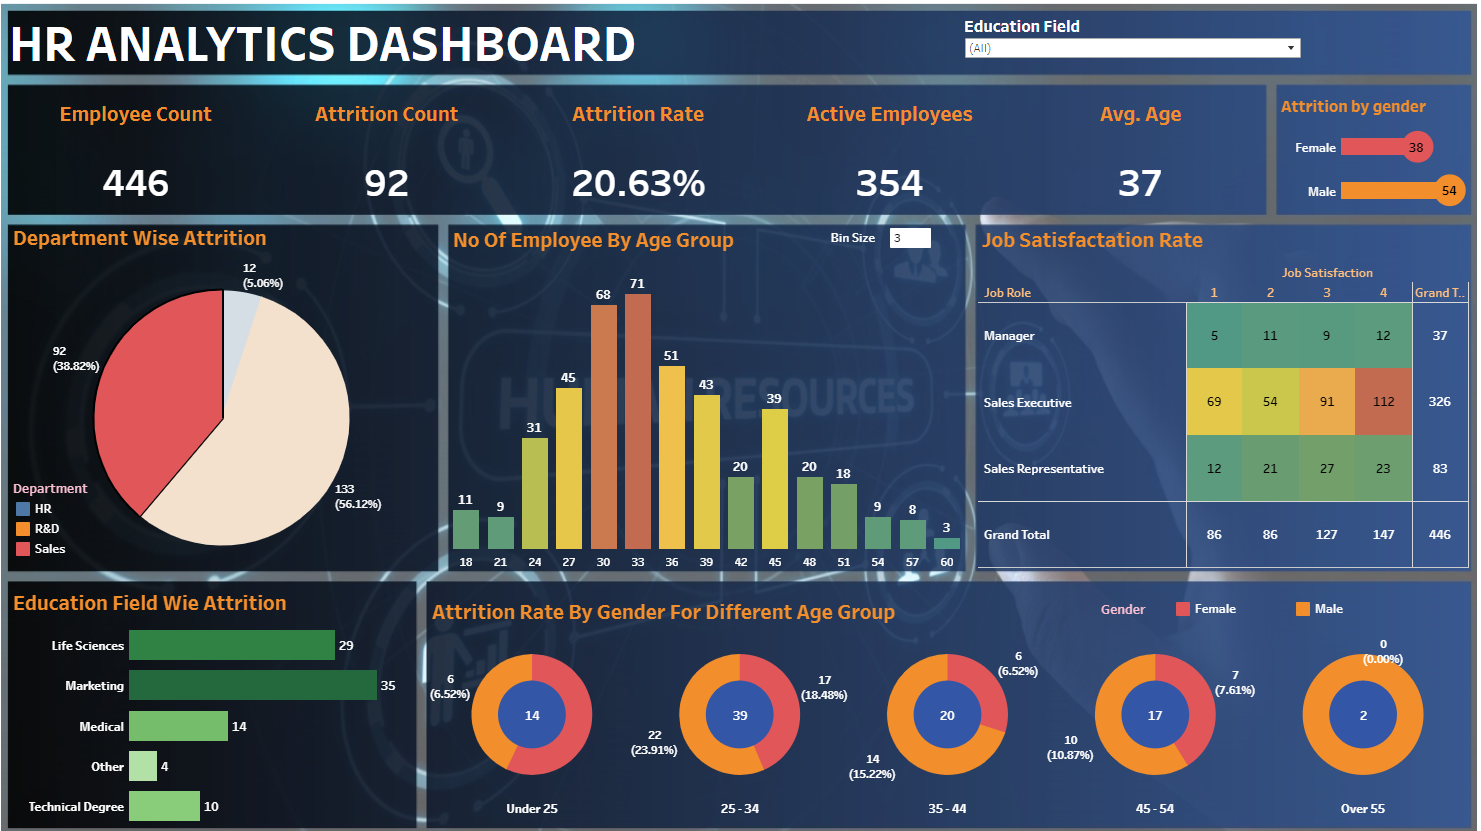 HR ANALYTICS DASHBOARD
Education Field
(All)
Employee Count
Attrition Count
Attrition Rate
Active Employees
Avg. Age
446
92
20.63%
354
37
Attrition by gender
Female 38
Male 54
Department Wise Attrition
12
(5.06%)
92
(38.82%)
133
(56.12%)
Department
HR
R&D
Sales
No Of Employee By Age Group
Bin Size 3
11 9 31 45 68 71 51 43 20 39 20 18 9 8 3
18 21 24 27 30 33 36 39 42 45 48 51 54 57 60
HUMAN RESOURCES
Job Satisfactation Rate
Job Satisfaction
Job Role 1 2 3 4 Grand T..
Manager 5 11 9 12 37
Sales Executive 69 54 91 112 326
Sales Representative 12 21 27 23 83
Grand Total 86 86 127 147 446
Education Field Wie Attrition
Life Sciences 29
Marketing 35
Medical 14
Other 4
Technical Degree 10
Attrition Rate By Gender For Different Age Group
Gender Female Male
6
(6.52%)
14
Under 25
17
(18.48%)
39
22
(23.91%)
25 - 34
6
(6.52%)
20
14
(15.22%)
35 - 44
7
(7.61%)
17
10
(10.87%)
45 - 54
0
(0.00%)
2
Over 55